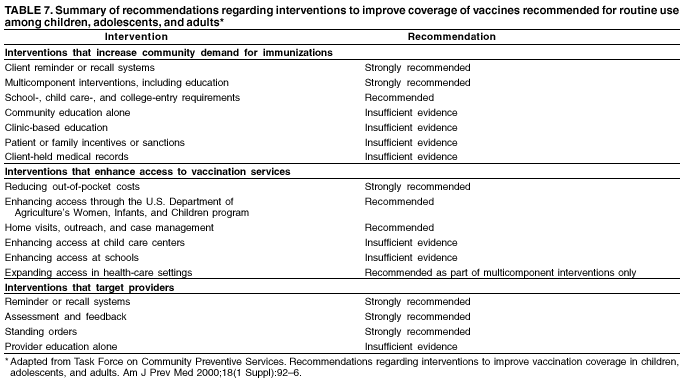 TABLE 7. Summary of recommendations regarding interventions to improve coverage of vaccines recommended for routine use
among children, adolescents, and adults*
Intervention Recommendation
Interventions that increase community demand for immunizations
Client reminder or recall systems Strongly recommended
Multicomponent interventions, including education Strongly recommended
School-, child care-, and college-entry requirements Recommended
Community education alone Insufficient evidence
Clinic-based education Insufficient evidence
Patient or family incentives or sanctions Insufficient evidence
Client-held medical records Insufficient evidence
Interventions that enhance access to vaccination services
Reducing out-of-pocket costs Strongly recommended
Enhancing access through the U.S. Department of Recommended
Agriculture's Women, Infants, and Children program
Home visits, outreach, and case management Recommended
Enhancing access at child care centers Insufficient evidence
Enhancing access at schools Insufficient evidence
Expanding access in health-care settings Recommended as part of multicomponent interventions only
Interventions that target providers
Reminder or recall systems Strongly recommended
Assessment and feedback Strongly recommended
Standing orders Strongly recommended
Provider education alone Insufficient evidence
* Adapted from Task Force on Community Preventive Services. Recommendations regarding interventions to improve vaccination coverage in children,
adolescents, and adults. Am J Prev Med 2000;18(1 Suppl):92–6.